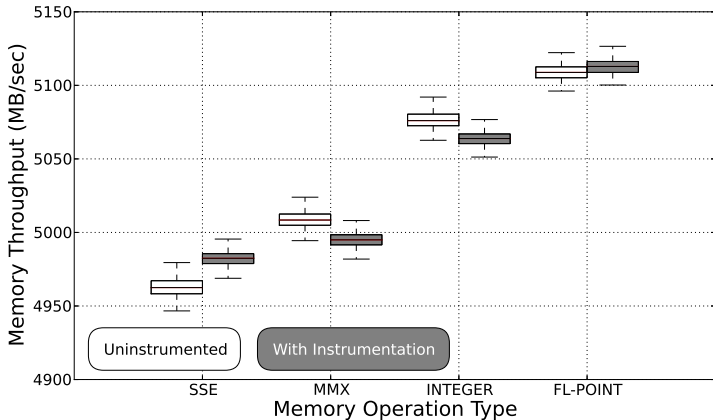 Memory Throughput (MB/sec)
5150
5100
5050
5000
4950
4900
Uninstrumented
With Instrumentation
SSE
MMX
INTEGER
FL-POINT
Memory Operation Type